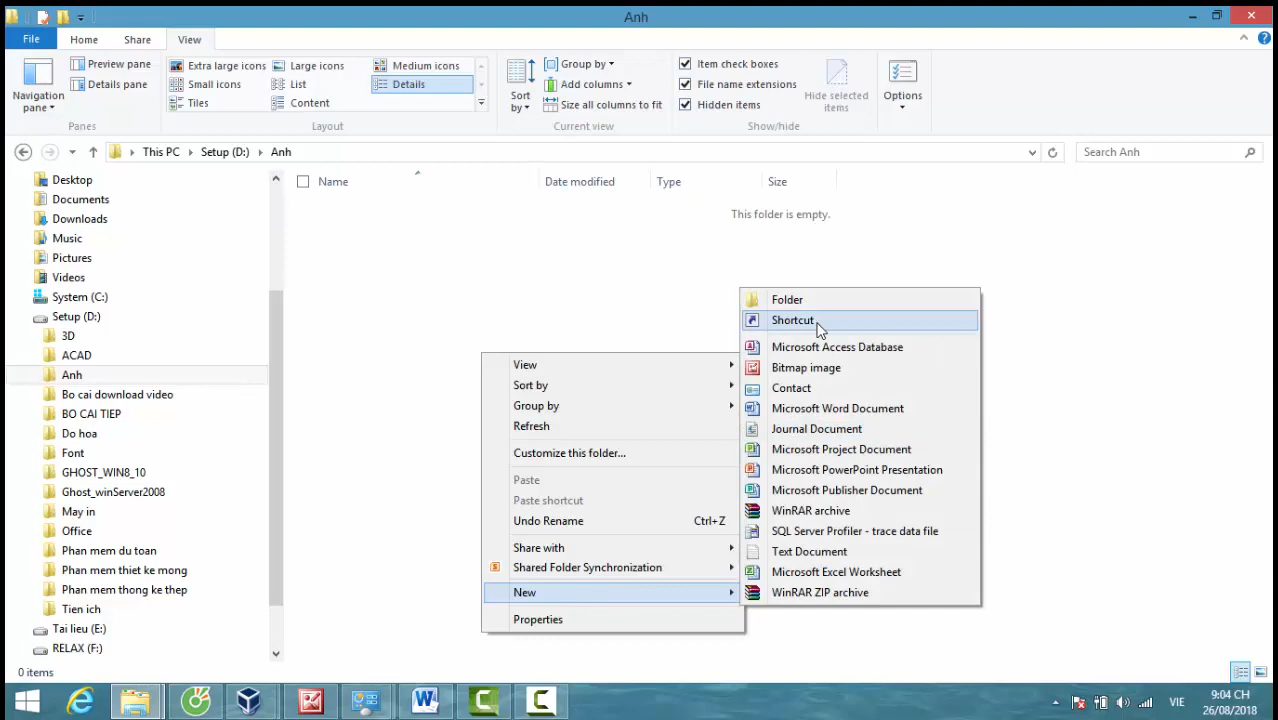 Anh
File
Home
Share
View
Navigation
pane
Preview pane
Details pane
Panes
Extra large icons
Large icons
Medium icons
Small icons
List
Details
Tiles
Content
Layout
Sort
by
Group by
Add columns
Size all columns to fit
Current view
Item check boxes
File name extensions
Hidden items
Hide selected
items
Show/hide
Options
This PC
Setup (D:)
Anh
Search Anh
Desktop
Documents
Downloads
Music
Pictures
Videos
System (C:)
Setup (D:)
3D
ACAD
Anh
Bo cai download video
BO CAI TIEP
Do hoa
Font
GHOST_WIN8_10
Ghost_winServer2008
May in
Office
Phan mem du toan
Phan mem thiet ke mong
Phan mem thong ke thep
Tien ich
Tai lieu (E:)
RELAX (F:)
Name
Date modified
Type
Size
This folder is empty.
View
Sort by
Group by
Refresh
Customize this folder...
Paste
Paste shortcut
Undo Rename Ctrl+Z
Share with
Shared Folder Synchronization
New
Properties
Folder
Shortcut
Microsoft Access Database
Bitmap image
Contact
Microsoft Word Document
Journal Document
Microsoft Project Document
Microsoft PowerPoint Presentation
Microsoft Publisher Document
WinRAR archive
SQL Server Profiler - trace data file
Text Document
Microsoft Excel Worksheet
WinRAR ZIP archive
0 items
VIE
9:04 CH
26/08/2018